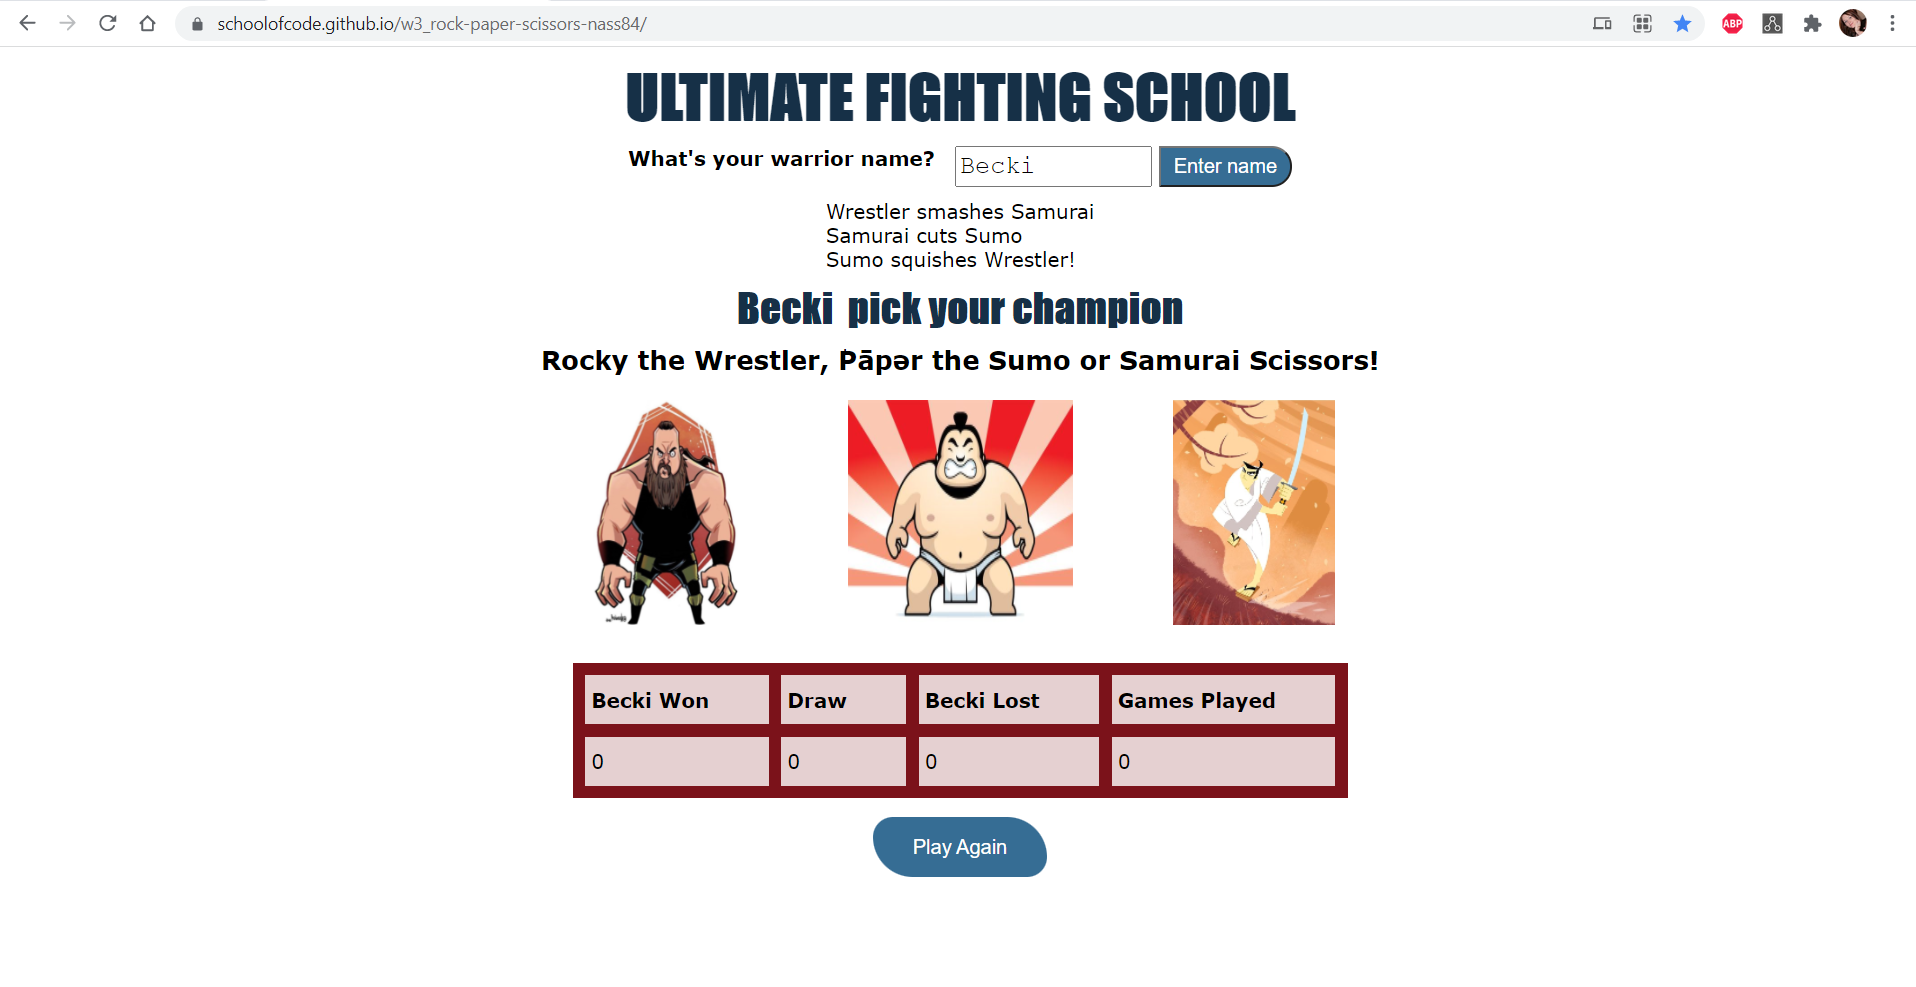 schoolofcode.github.io/w3_rock-paper-scissors-nass84/
ABP
ULTIMATE FIGHTING SCHOOL
What's your warrior name? Becki Enter name
Wrestler smashes Samurai
Samurai cuts Sumo
Sumo squishes Wrestler!
Becki pick your champion
Rocky the Wrestler, ˈPāpər the Sumo or Samurai Scissors!
Becki Won Draw Becki Lost Games Played
0 0 0 0
Play Again